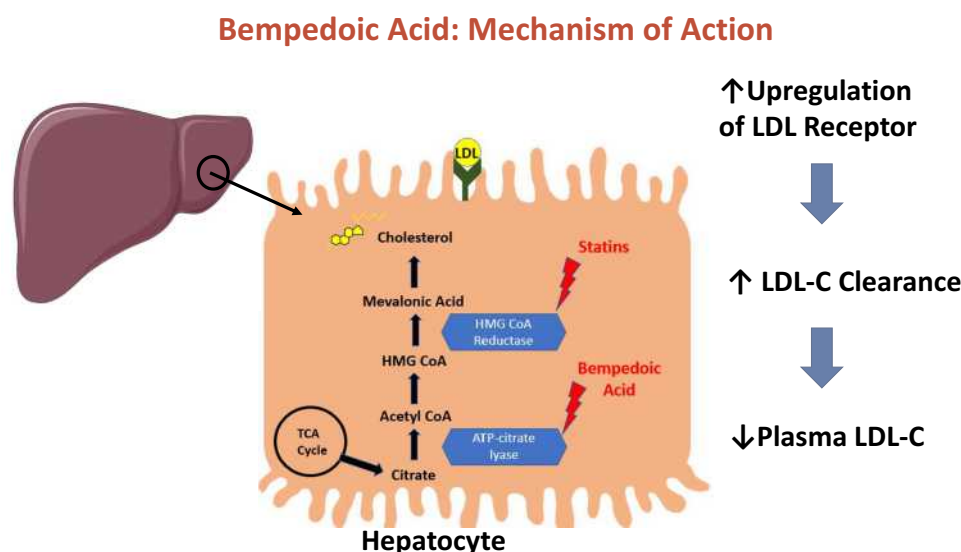 Bempedoic Acid: Mechanism of Action
↑Upregulation
of LDL Receptor
↑ LDL-C Clearance
↓Plasma LDL-C
LDL
Cholesterol
Statins
Mevalonic Acid
HMG CoA
Reductase
HMG CoA
Bempedoic
Acid
Acetyl CoA
TCA
Cycle
ATP-citrate
lyase
Citrate
Hepatocyte